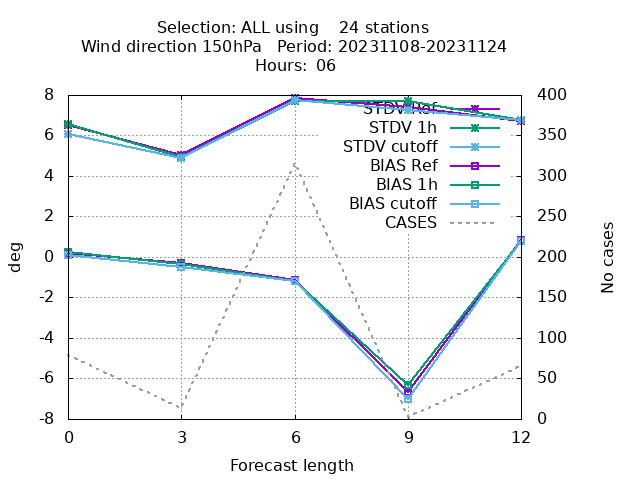 Selection: ALL using    24 stations
Wind direction 150hPa   Period: 20231108-20231124
Hours:  06
8
6
4
2
0
-2
-4
-6
-8
400
350
300
250
200
150
100
50
0
STDV Ref
STDV 1h
STDV cutoff
BIAS Ref
BIAS 1h
BIAS cutoff
CASES
deg
No cases
0
3
6
9
12
Forecast length